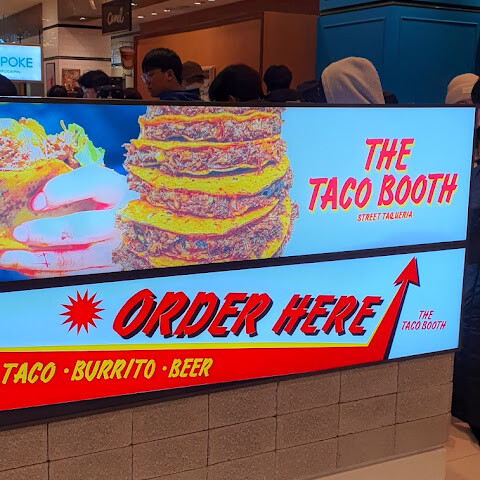 POKE
THE
TACO BOOTH
STREET TAQUERIA
ORDER HERE
THE
TACO BOOTH
TACO · BURRITO · BEER